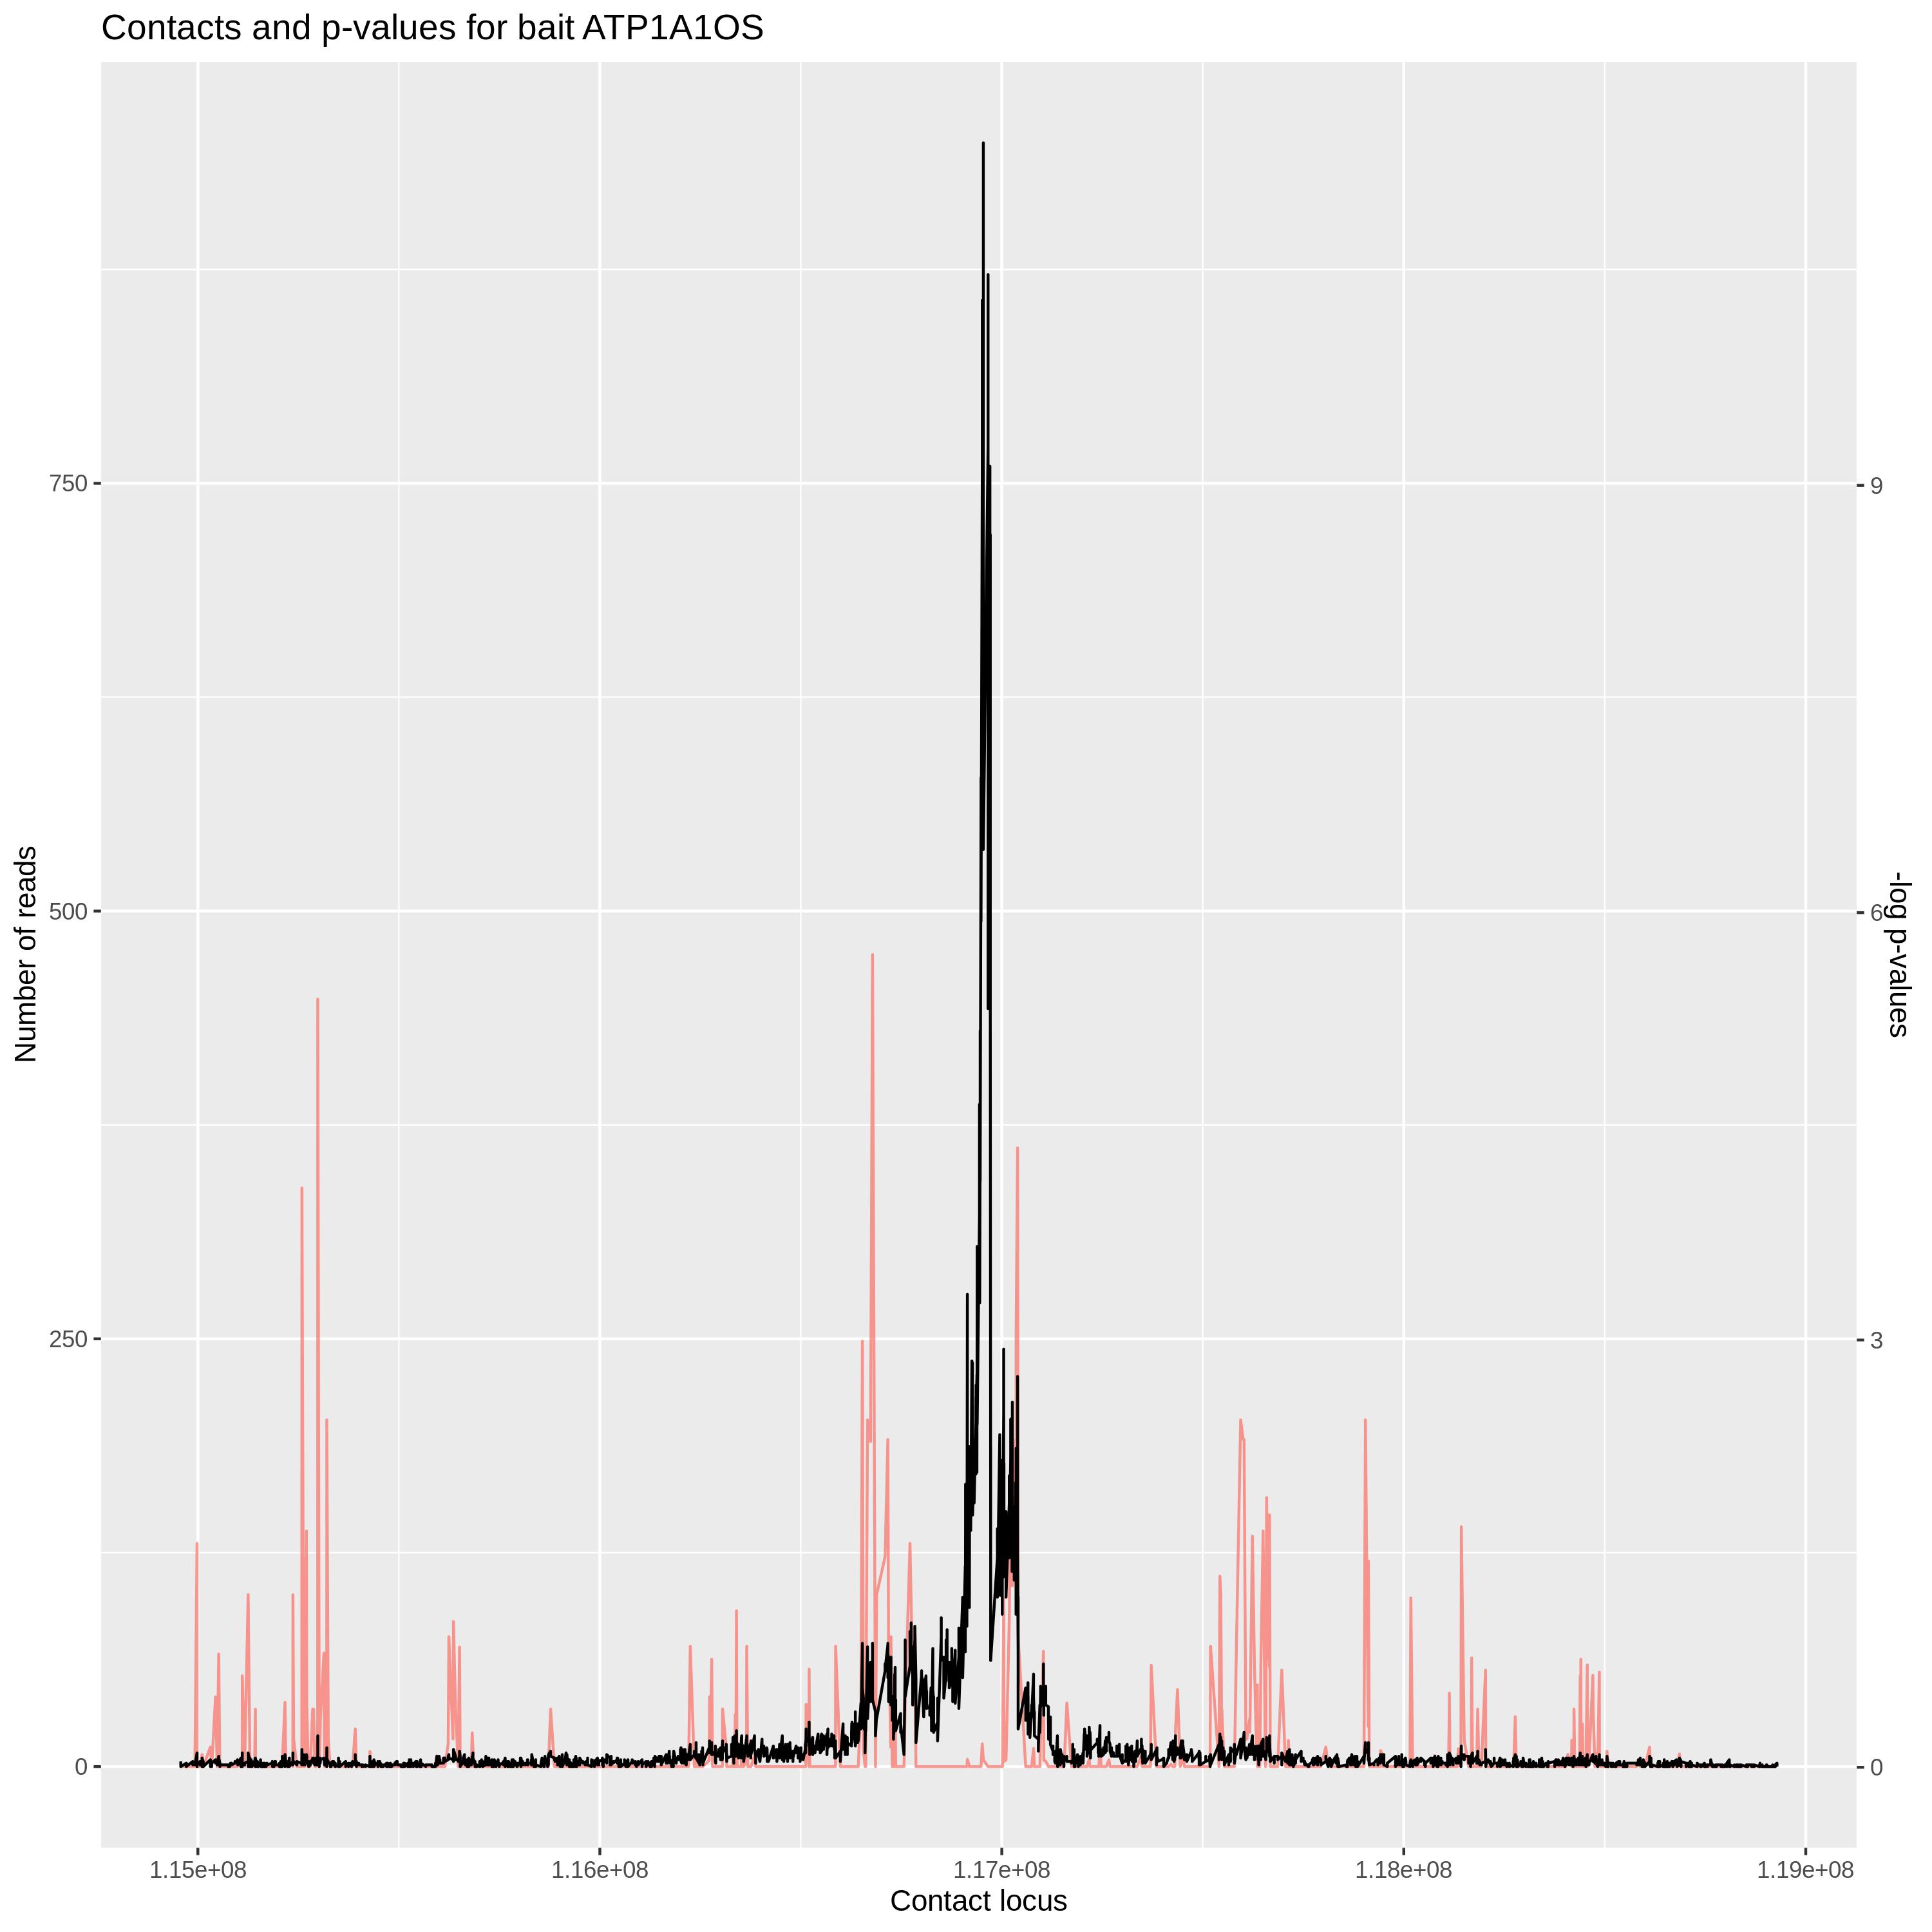 Contacts and p-values for bait ATP1A1OS
750
500
250
0
9
6
3
0
Number of reads
-log p-values
1.15e+08
1.16e+08
1.17e+08
1.18e+08
1.19e+08
Contact locus